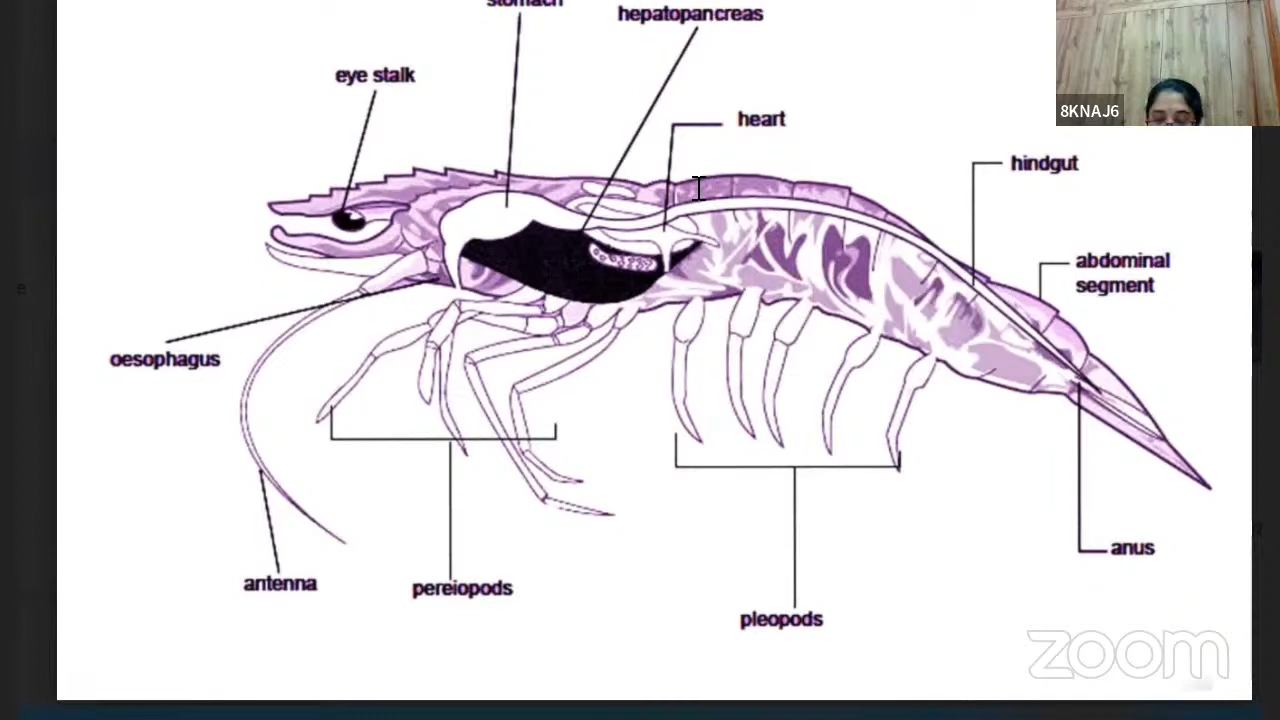 stomach
hepatopancreas
eye stalk
8KNAJ6
heart
hindgut
abdominal
segment
oesophagus
anus
antenna
pereiopods
pleopods
zoom